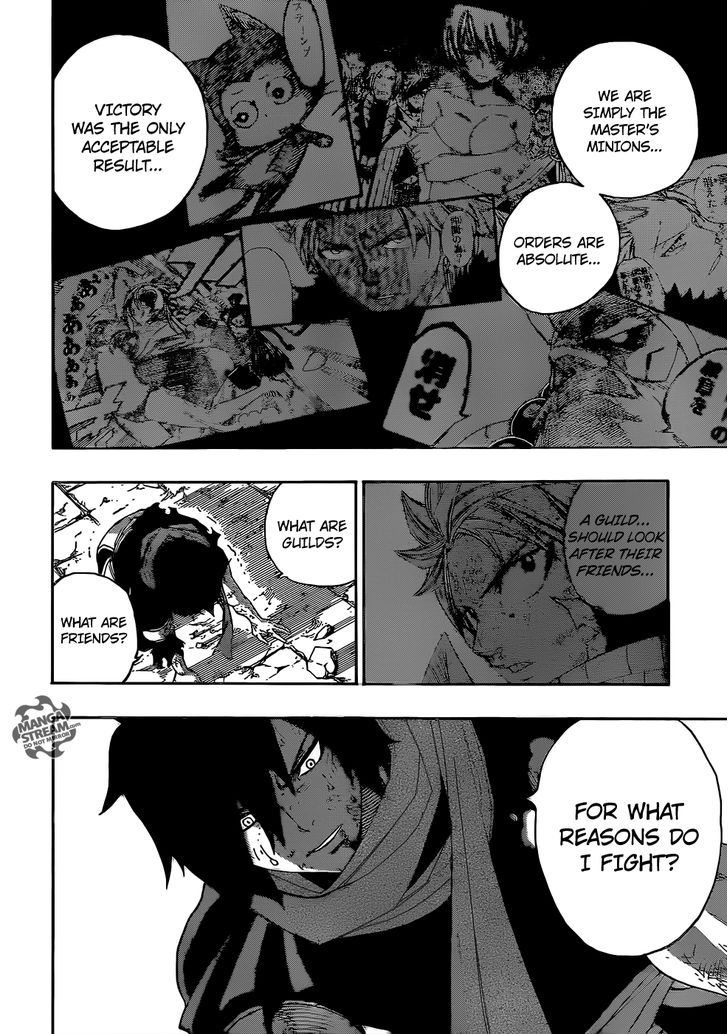 WE ARE
SIMPLY THE
MASTER'S
MINIONS...
ORDERS ARE
ABSOLUTE...
VICTORY
WAS THE ONLY
ACCEPTABLE
RESULT...
消せ
A GUILD...
SHOULD LOOK
AFTER THEIR
FRIENDS...
WHAT ARE
GUILDS?
WHAT ARE
FRIENDS?
MANGA
STREAM.com
DO NOT MIRROR!
FOR WHAT
REASONS DO
I FIGHT?